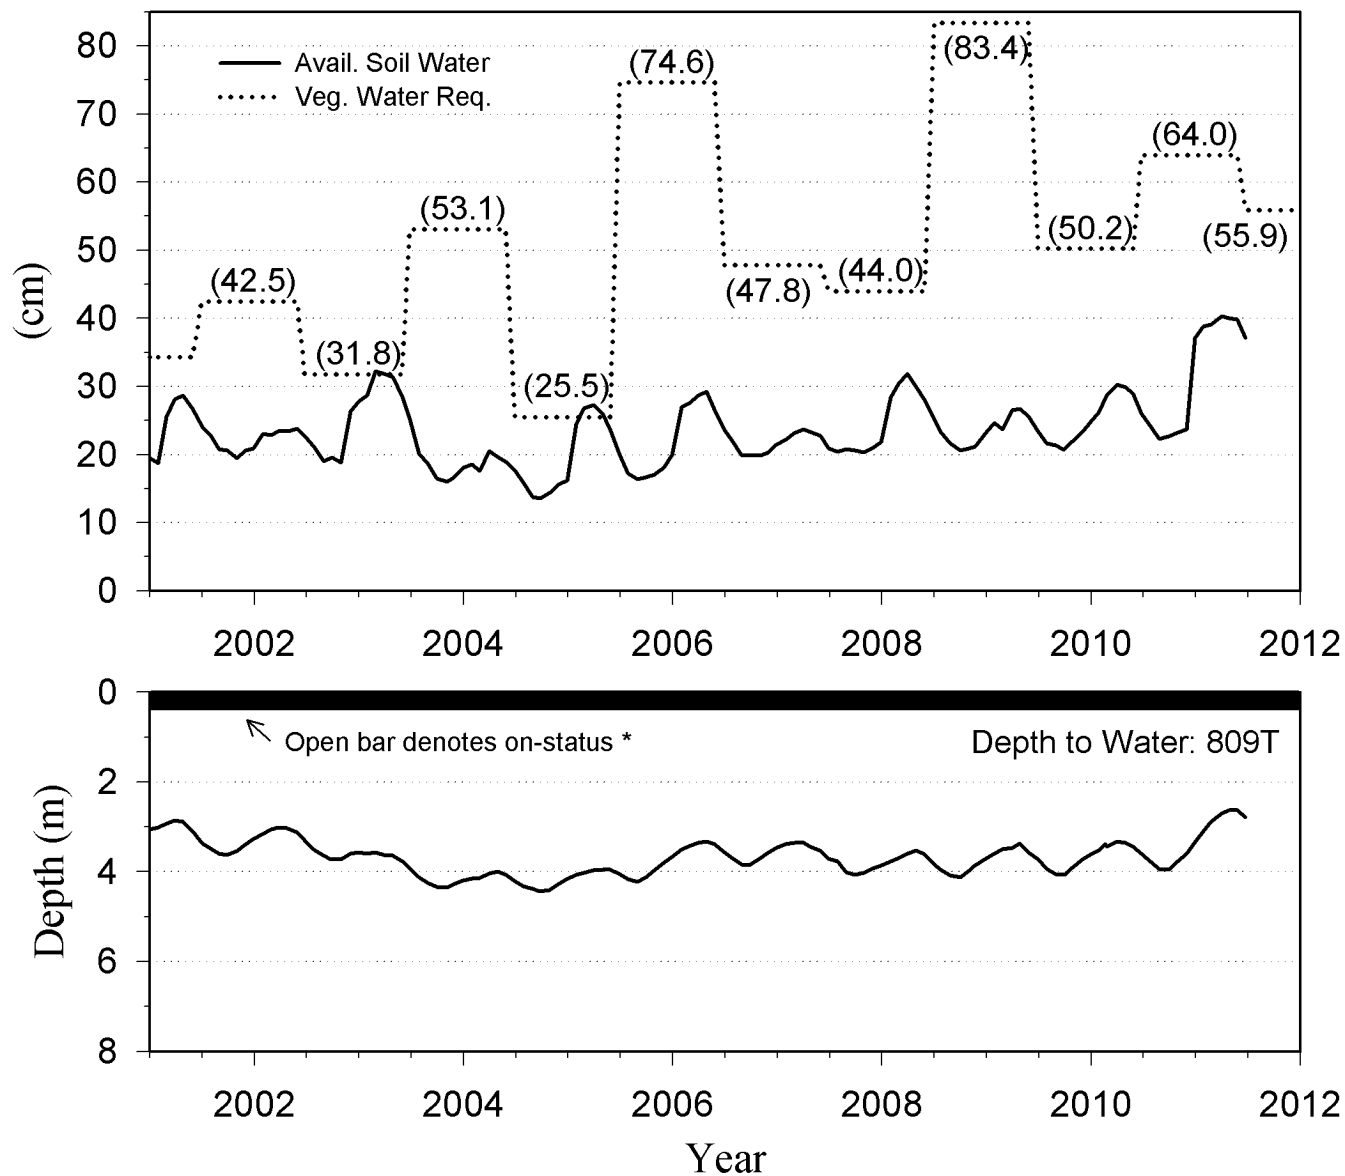 80
70
60
50
40
30
20
10
0
(cm)
Avail. Soil Water
Veg. Water Req.
(42.5)
(31.8)
(53.1)
(25.5)
(74.6)
(47.8)
(44.0)
(83.4)
(50.2)
(64.0)
(55.9)
2002 2004 2006 2008 2010 2012
0
2
4
6
8
Depth (m)
Open bar denotes on-status *
Depth to Water: 809T
2002 2004 2006 2008 2010 2012
Year